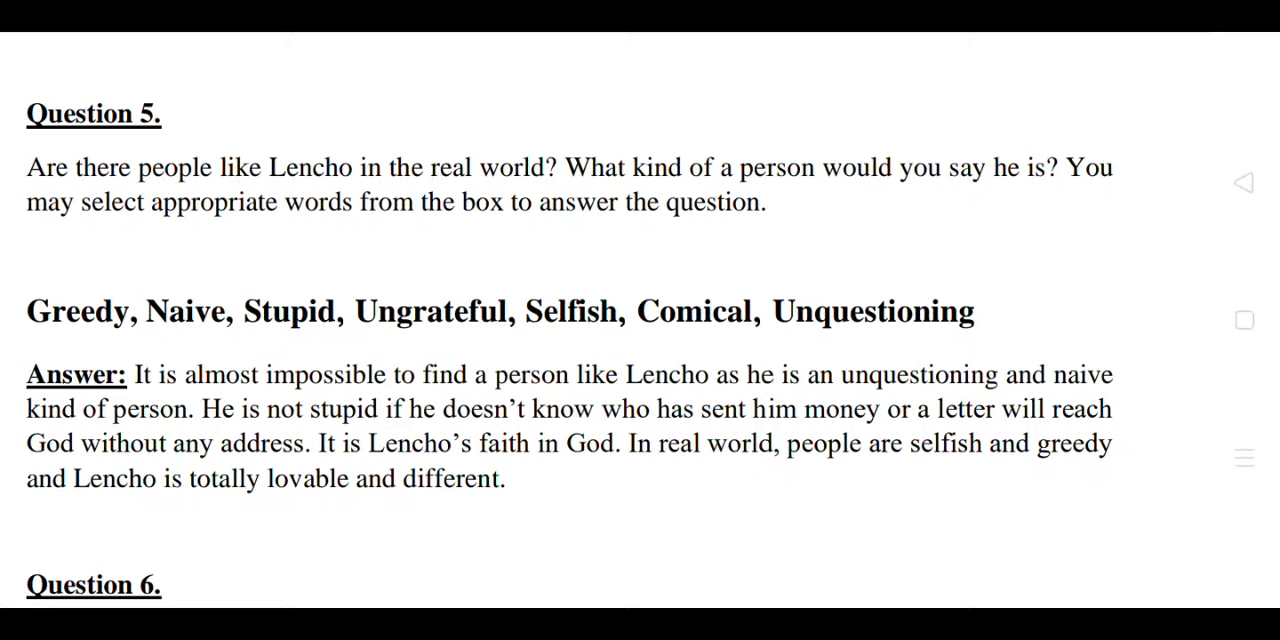 Question 5.
Are there people like Lencho in the real world? What kind of a person would you say he is? You
may select appropriate words from the box to answer the question.
Greedy, Naive, Stupid, Ungrateful, Selfish, Comical, Unquestioning
Answer: It is almost impossible to find a person like Lencho as he is an unquestioning and naive
kind of person. He is not stupid if he doesn’t know who has sent him money or a letter will reach
God without any address. It is Lencho’s faith in God. In real world, people are selfish and greedy
and Lencho is totally lovable and different.
Question 6.